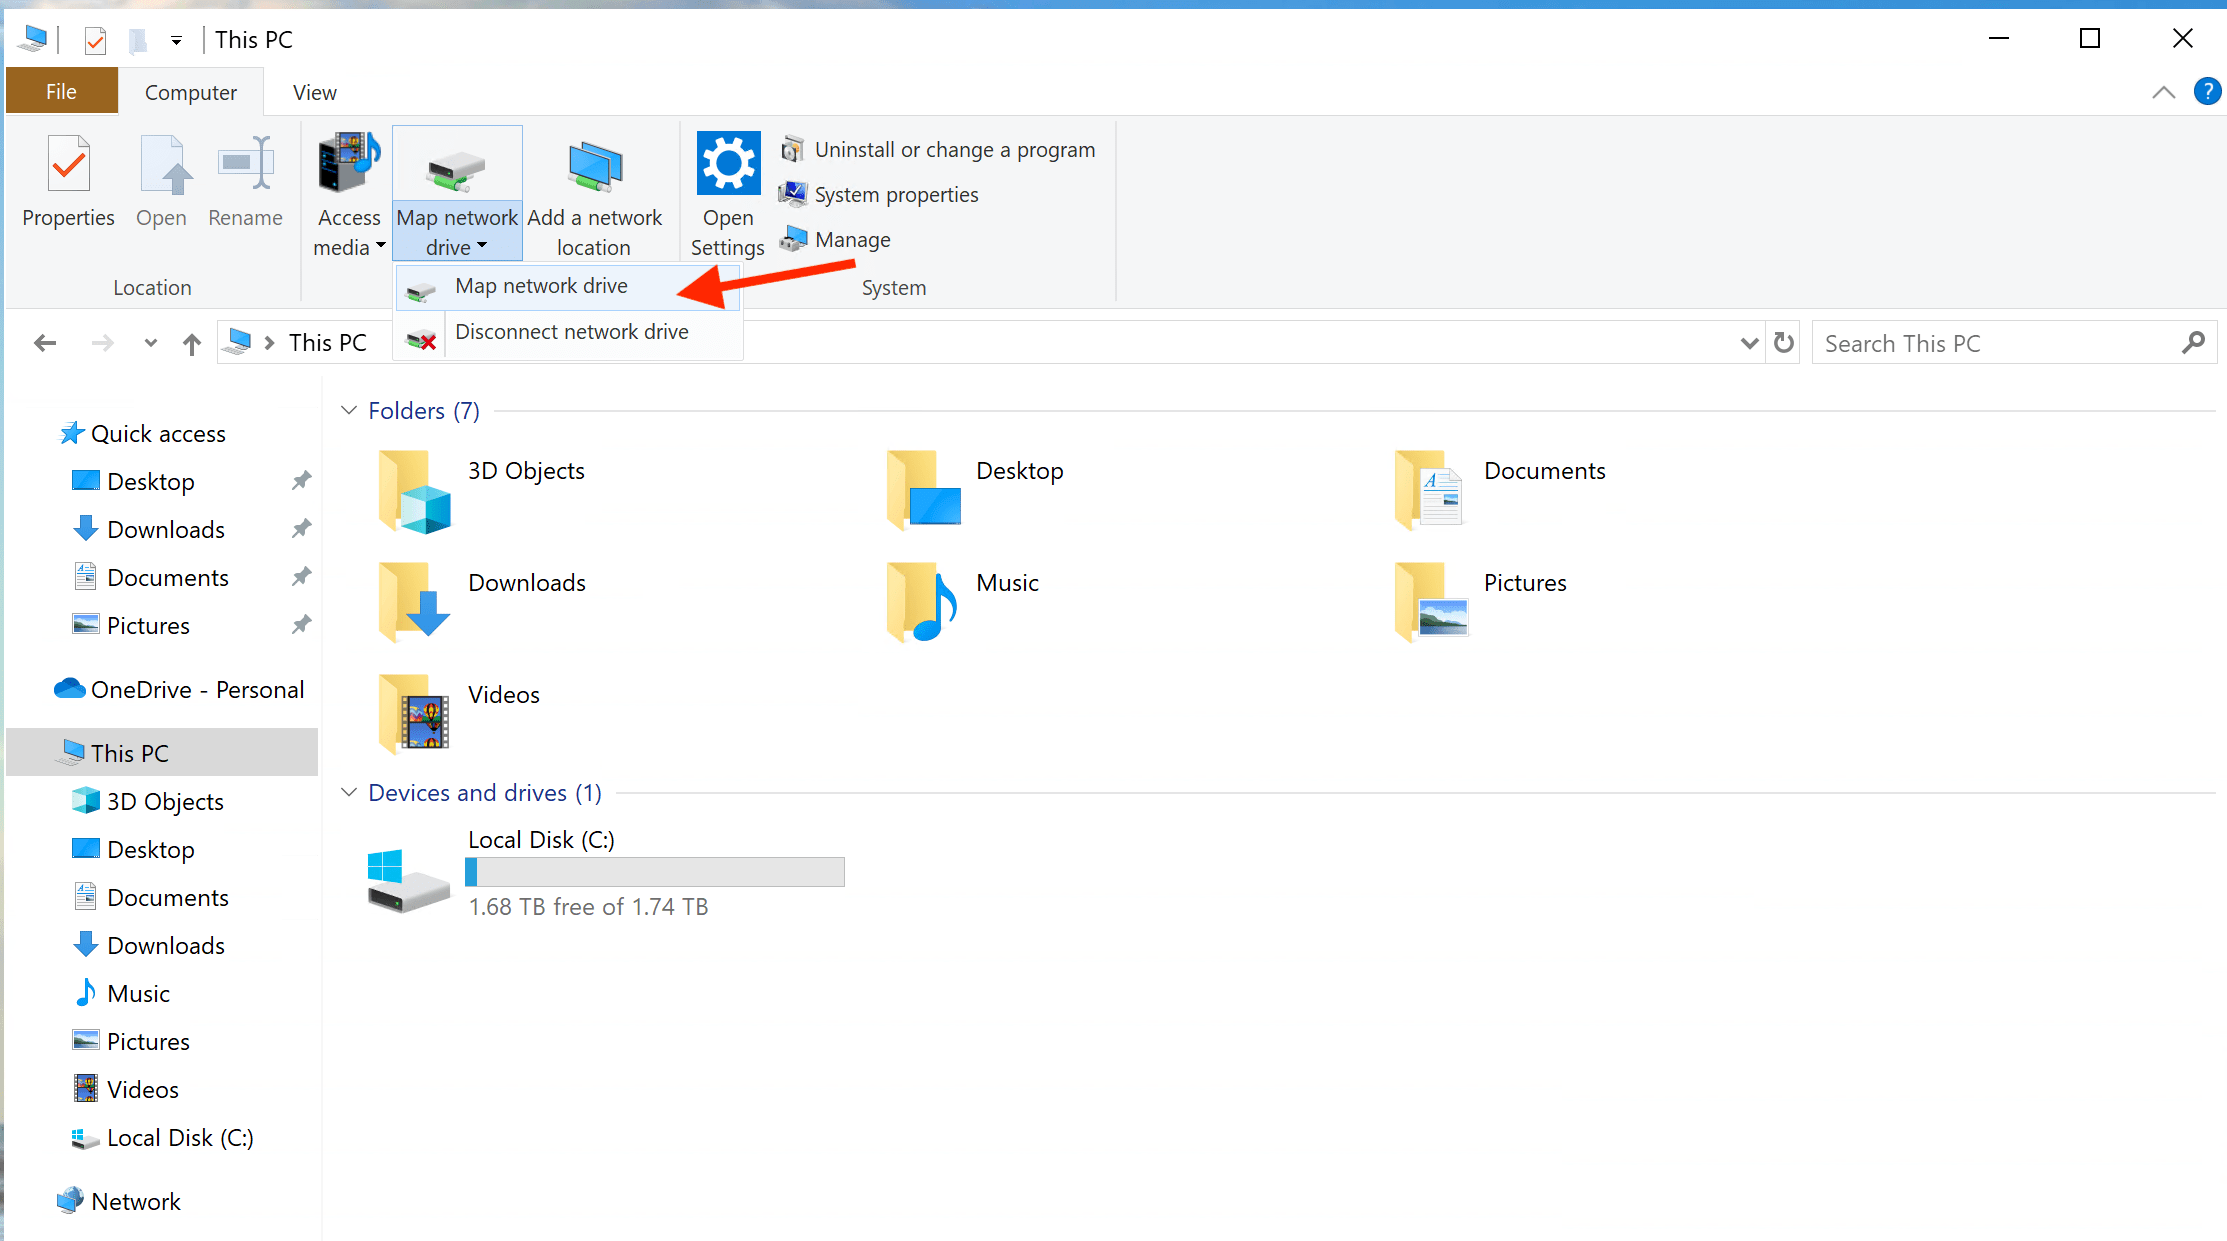 This PC
File
Computer
View
?
Properties
Open
Rename
Access
media
Map network
drive
Add a network
location
Open
Settings
Uninstall or change a program
System properties
Manage
Location
System
Map network drive
Disconnect network drive
This PC
Search This PC
Quick access
Desktop
Downloads
Documents
Pictures
OneDrive - Personal
This PC
3D Objects
Desktop
Documents
Downloads
Music
Pictures
Videos
Local Disk (C:)
Network
Folders (7)
3D Objects
Desktop
Documents
Downloads
Music
Pictures
Videos
Devices and drives (1)
Local Disk (C:)
1.68 TB free of 1.74 TB